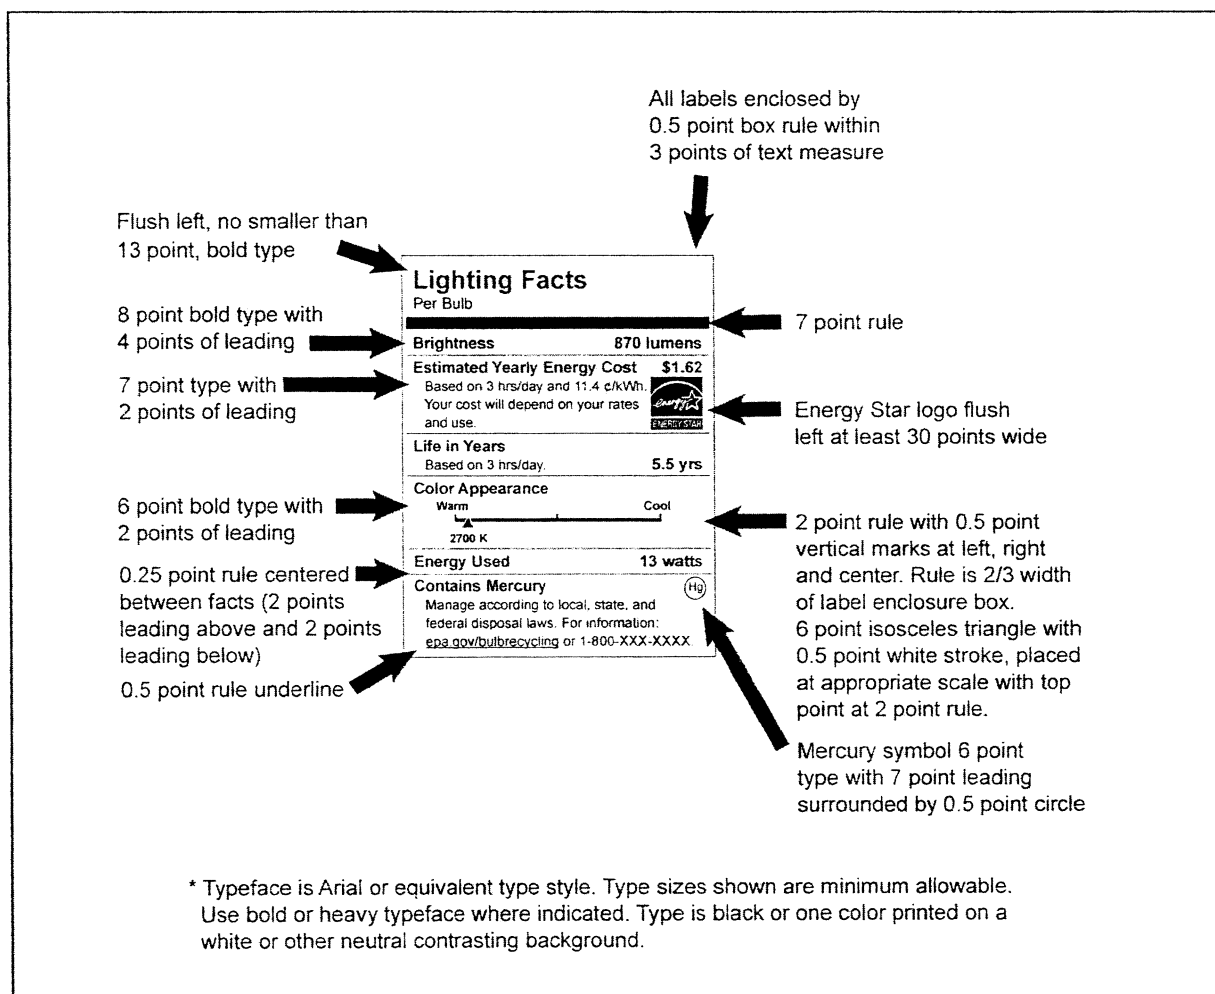 All labels enclosed by
0.5 point box rule within
3 points of text measure
Flush left, no smaller than
13 point, bold type
8 point bold type with
4 points of leading
7 point type with
2 points of leading
6 point bold type with
2 points of leading
0.25 point rule centered
between facts (2 points
leading above and 2 points
leading below)
0.5 point rule underline
Lighting Facts
Per Bulb
Brightness 870 lumens
Estimated Yearly Energy Cost $1.62
Based on 3 hrs/day and 11.4 ¢/kWh.
Your cost will depend on your rates
and use.
energy
ENERGY STAR
Life in Years
Based on 3 hrs/day. 5.5 yrs
Color Appearance
Warm Cool
2700 K
Energy Used 13 watts
Contains Mercury Hg
Manage according to local, state, and
federal disposal laws. For information:
epa.gov/bulbrecycling or 1-800-XXX-XXXX.
7 point rule
Energy Star logo flush
left at least 30 points wide
2 point rule with 0.5 point
vertical marks at left, right
and center. Rule is 2/3 width
of label enclosure box.
6 point isosceles triangle with
0.5 point white stroke, placed
at appropriate scale with top
point at 2 point rule.
Mercury symbol 6 point
type with 7 point leading
surrounded by 0.5 point circle
* Typeface is Arial or equivalent type style. Type sizes shown are minimum allowable.
Use bold or heavy typeface where indicated. Type is black or one color printed on a
white or other neutral contrasting background.